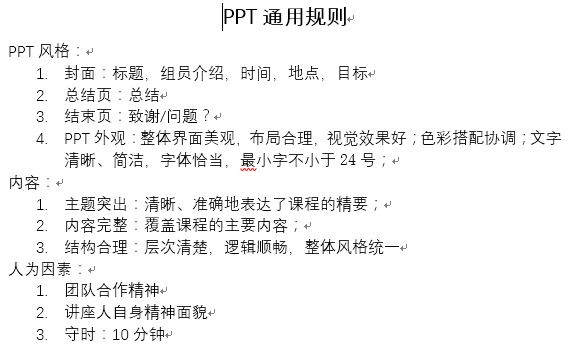 PPT 通用规则
PPT 风格：
1. 封面：标题，组员介绍，时间，地点，目标
2. 总结页：总结
3. 结束页：致谢/问题？
4. PPT 外观：整体界面美观，布局合理，视觉效果好；色彩搭配协调；文字
清晰、简洁，字体恰当，最小字不小于 24 号；
内容：
1. 主题突出：清晰、准确地表达了课程的精要；
2. 内容完整：覆盖课程的主要内容；
3. 结构合理：层次清楚，逻辑顺畅，整体风格统一
人为因素：
1. 团队合作精神
2. 讲座人自身精神面貌
3. 守时：10 分钟